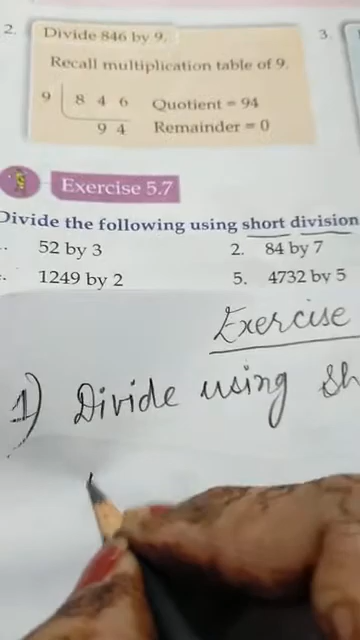 2. Divide 846 by 9. 3.
Recall multiplication table of 9.
9 8 4 6 Quotient = 94
9 4 Remainder = 0
Exercise 5.7
Divide the following using short division
52 by 3 2. 84 by 7
1249 by 2 5. 4732 by 5
Exercise
1) Divide using Sh